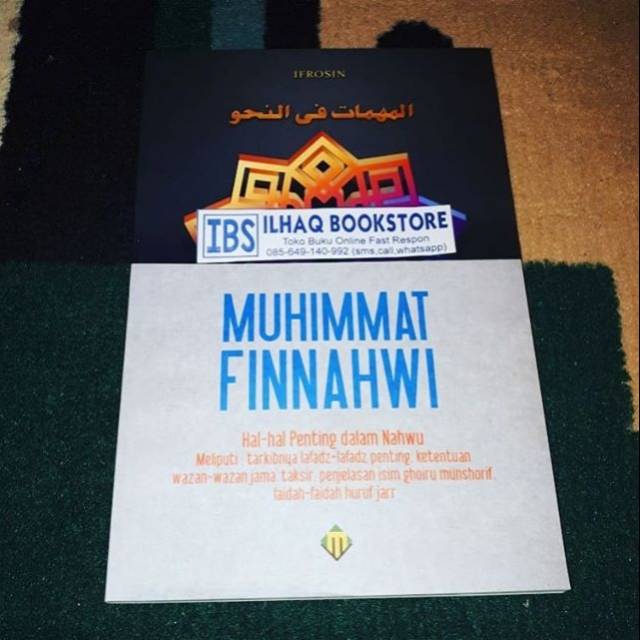 IFROSIN
المهمات في النحو
IBS
ILHAQ BOOKSTORE
Toko Buku Online Fast Respon
085-649-140-992 (sms,call,whatsapp)
MUHIMMAT
FINNAHWI
Hal-hal Penting dalam Nahwu
Meliputi : tarkibnya lafadz-lafadz penting, ketentuan
wazan-wazan jama' taksir, penjelasan isim ghoiru munshorif,
faidah-faidah huruf jarr